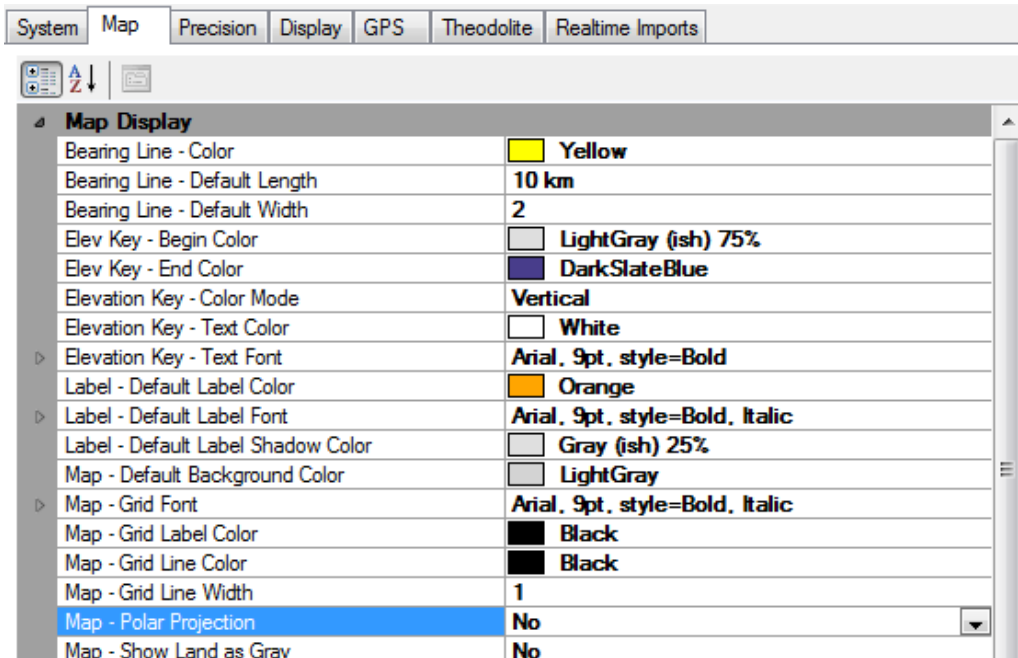 System Map Precision Display GPS Theodolite Realtime Imports
A
Z
Map Display
Bearing Line - Color Yellow
Bearing Line - Default Length 10 km
Bearing Line - Default Width 2
Elev Key - Begin Color LightGray (ish) 75%
Elev Key - End Color DarkSlateBlue
Elevation Key - Color Mode Vertical
Elevation Key - Text Color White
Elevation Key - Text Font Arial, 9pt, style=Bold
Label - Default Label Color Orange
Label - Default Label Font Arial, 9pt, style=Bold, Italic
Label - Default Label Shadow Color Gray (ish) 25%
Map - Default Background Color LightGray
Map - Grid Font Arial, 9pt, style=Bold, Italic
Map - Grid Label Color Black
Map - Grid Line Color Black
Map - Grid Line Width 1
Map - Polar Projection No
Map - Show Land as Gray No